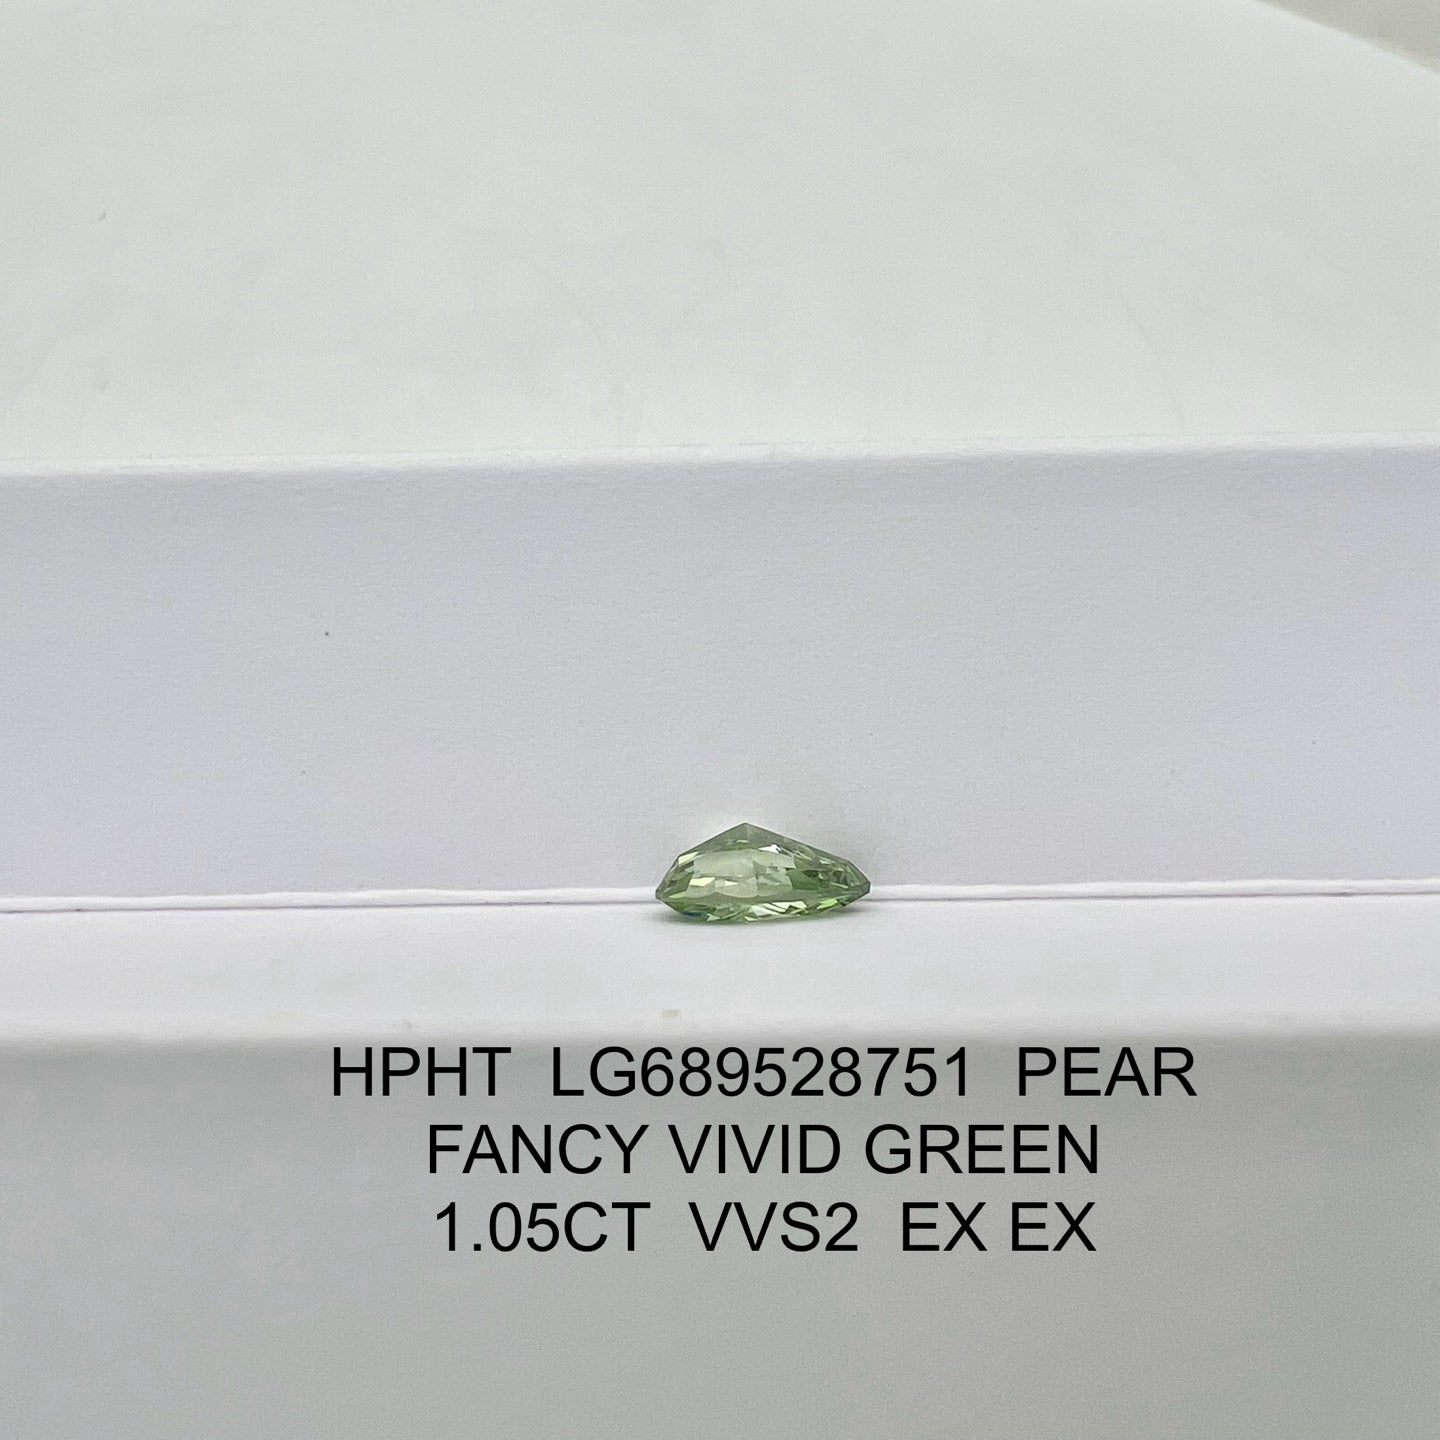 HPHT LG689528751 PEAR
FANCY VIVID GREEN
1.05CT VVS2 EX EX